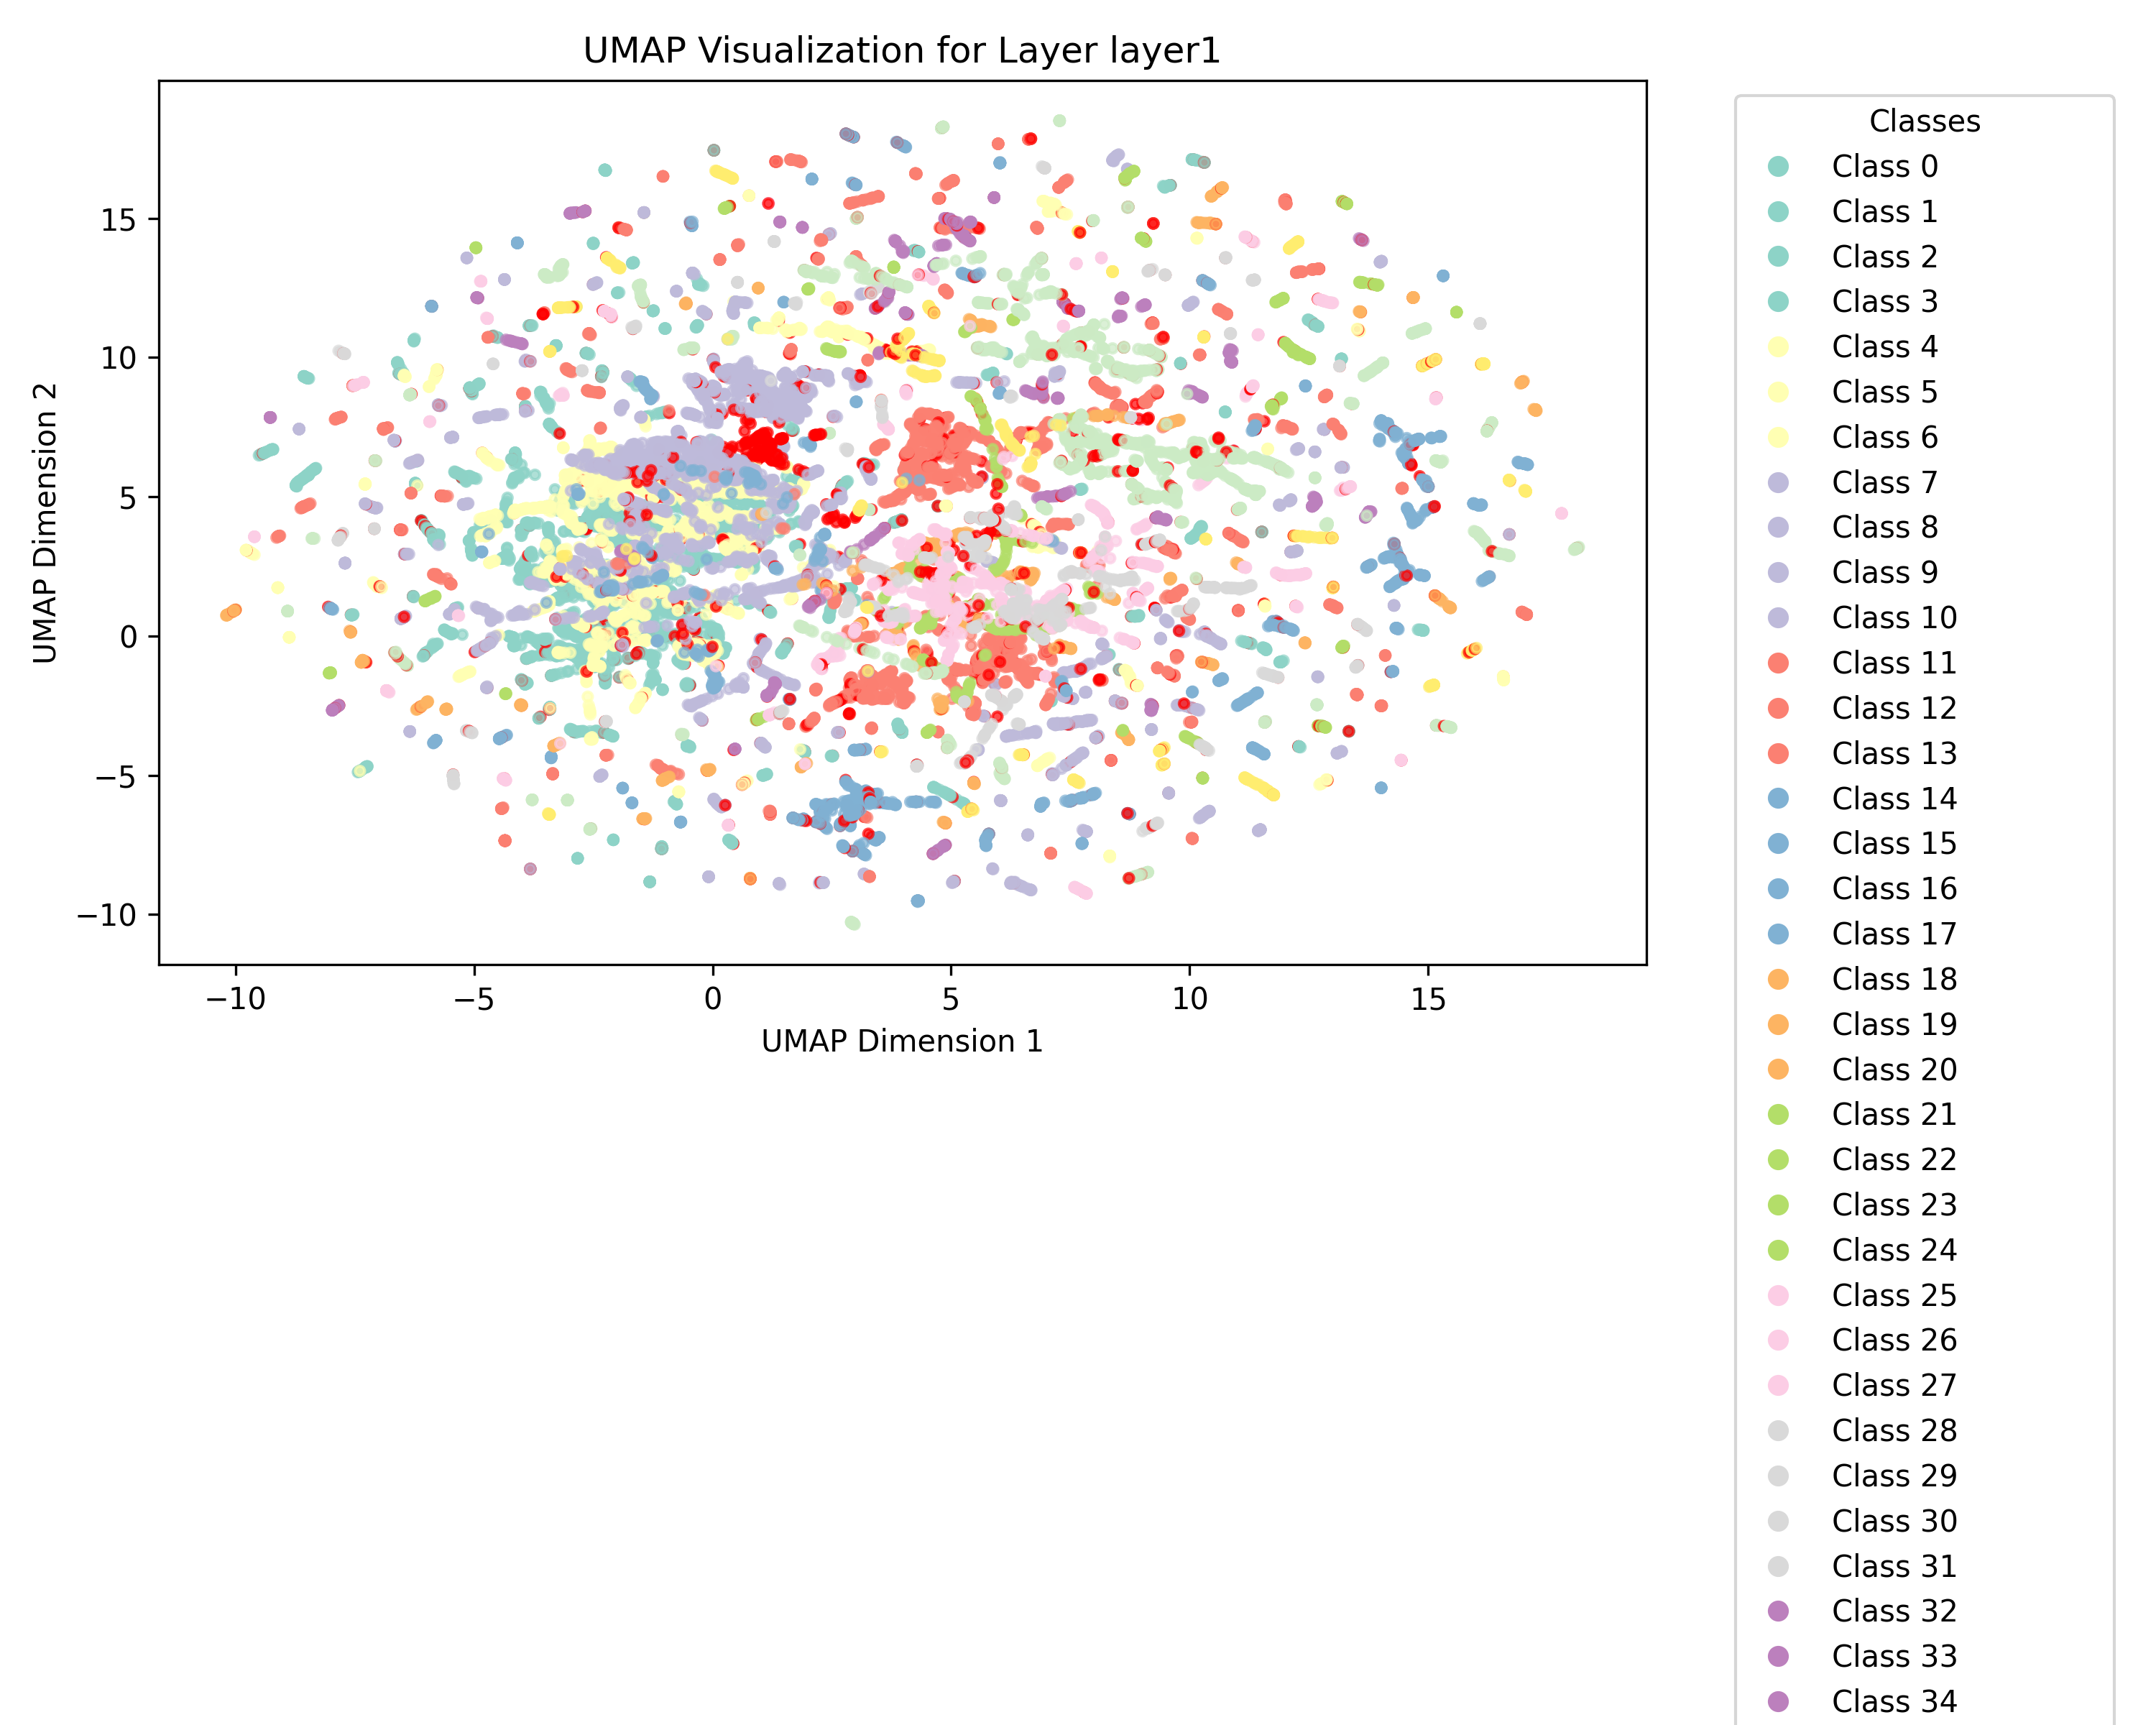 UMAP Visualization for Layer layer1
UMAP Dimension 2
15
10
5
0
−5
−10
−10
−5
0
5
10
15
UMAP Dimension 1
Classes
Class 0
Class 1
Class 2
Class 3
Class 4
Class 5
Class 6
Class 7
Class 8
Class 9
Class 10
Class 11
Class 12
Class 13
Class 14
Class 15
Class 16
Class 17
Class 18
Class 19
Class 20
Class 21
Class 22
Class 23
Class 24
Class 25
Class 26
Class 27
Class 28
Class 29
Class 30
Class 31
Class 32
Class 33
Class 34